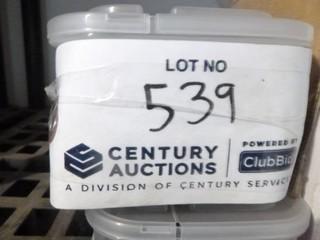 LOT NO
539
CENTURY
AUCTIONS
POWERED BY
ClubBid
A DIVISION OF CENTURY SERVIC